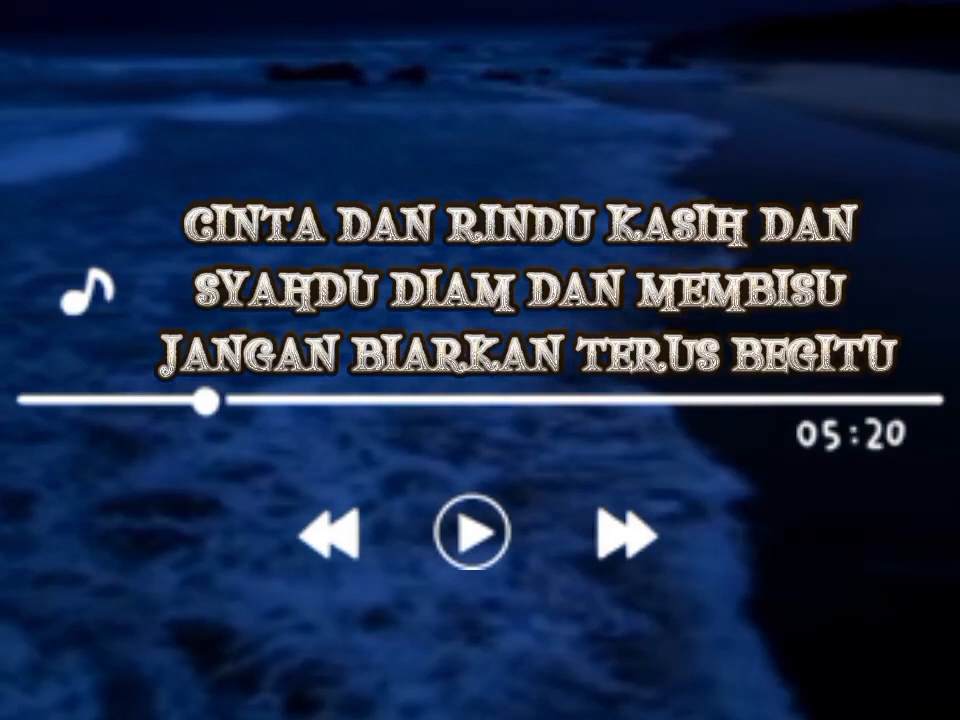 CINTA DAN RINDU KASIH DAN
SYAHDU DIAM DAN MEMBISU
JANGAN BIARKAN TERUS BEGITU
05:20